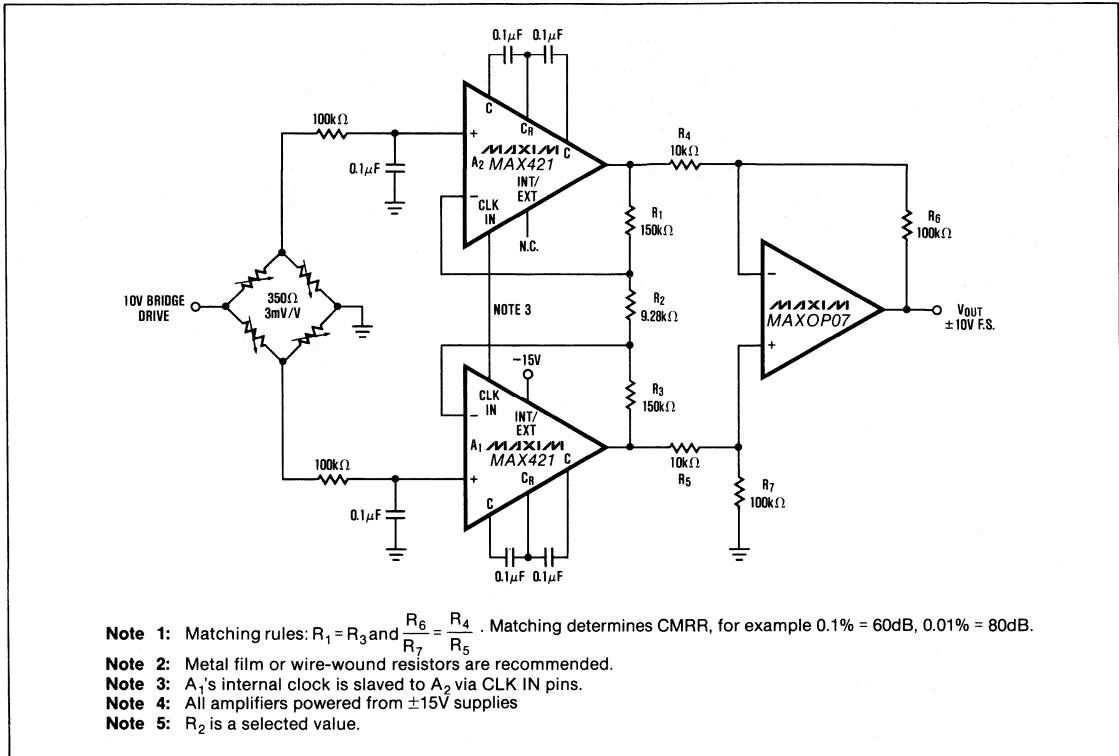 0.1µF 0.1µF
C
CR
C
100kΩ
+
MAXIM
A2 MAX421
0.1µF
INT/
EXT
−
CLK
IN
N.C.
R4
10kΩ
R1
150kΩ
R6
100kΩ
10V BRIDGE
DRIVE
350Ω
3mV/V
NOTE 3
R2
9.28kΩ
−
MAXIM
MAXOP07
+
VOUT
±10V F.S.
−15V
CLK
IN
INT/
EXT
−
R3
150kΩ
A1 MAXIM
MAX421
C
100kΩ
+
CR
C
10kΩ
R5
0.1µF
R7
100kΩ
0.1µF 0.1µF
Note 1: Matching rules: R1 = R3 and R6/R7 = R4/R5 . Matching determines CMRR, for example 0.1% = 60dB, 0.01% = 80dB.
Note 2: Metal film or wire-wound resistors are recommended.
Note 3: A1's internal clock is slaved to A2 via CLK IN pins.
Note 4: All amplifiers powered from ±15V supplies
Note 5: R2 is a selected value.